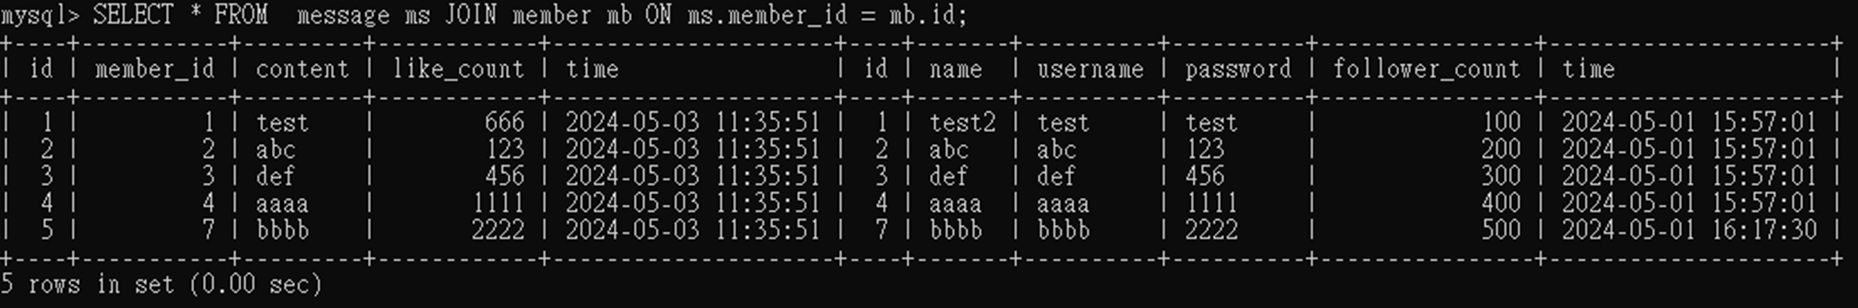 mysql> SELECT * FROM  message ms JOIN member mb ON ms.member_id = mb.id;
+----+-----------+---------+------------+---------------------+----+-------+----------+----------+----------------+---------------------+
| id | member_id | content | like_count | time                | id | name  | username | password | follower_count | time                |
+----+-----------+---------+------------+---------------------+----+-------+----------+----------+----------------+---------------------+
|  1 |         1 | test    |        666 | 2024-05-03 11:35:51 |  1 | test2 | test     | test     |            100 | 2024-05-01 15:57:01 |
|  2 |         2 | abc     |        123 | 2024-05-03 11:35:51 |  2 | abc   | abc      | 123      |            200 | 2024-05-01 15:57:01 |
|  3 |         3 | def     |        456 | 2024-05-03 11:35:51 |  3 | def   | def      | 456      |            300 | 2024-05-01 15:57:01 |
|  4 |         4 | aaaa    |       1111 | 2024-05-03 11:35:51 |  4 | aaaa  | aaaa     | 1111     |            400 | 2024-05-01 15:57:01 |
|  5 |         7 | bbbb    |       2222 | 2024-05-03 11:35:51 |  7 | bbbb  | bbbb     | 2222     |            500 | 2024-05-01 16:17:30 |
+----+-----------+---------+------------+---------------------+----+-------+----------+----------+----------------+---------------------+
5 rows in set (0.00 sec)